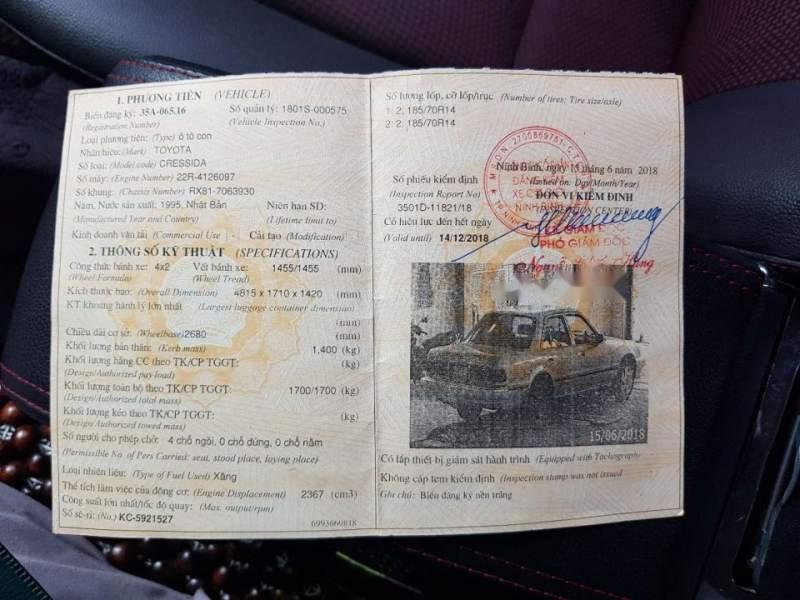 1. PHƯƠNG TIỆN (VEHICLE)
Biển đăng ký: 35A-065.16 Số quản lý: 1801S-000575
(Registration Number) (Vehicle Inspection No.)
Loại phương tiện: (Type) ô tô con
Nhãn hiệu: (Mark) TOYOTA
Số loại: (Model code) CRESSIDA
Số máy: (Engine Number) 22R-4126097
Số khung: (Chassis Number) RX81-7063930
Năm, Nước sản xuất: 1995, Nhật Bản Niên hạn SD:
(Manufactured Year and Country) (Lifetime limit to)
Kinh doanh vận tải (Commercial Use) - Cải tạo (Modification)
2. THÔNG SỐ KỸ THUẬT (SPECIFICATIONS)
Công thức bánh xe: 4x2 Vết bánh xe: 1455/1455 (mm)
(Wheel Formula) (Wheel Tread)
Kích thước bao: (Overall Dimension) 4815 x 1710 x 1420 (mm)
KT khoang hành lý lớn nhất (Largest luggage container dimension)
(mm)
Chiều dài cơ sở: (Wheelbase) 2680 (mm)
Khối lượng bản thân: (Kerb mass) 1,400 (kg)
Khối lượng hàng CC theo TK/CP TGGT: (kg)
(Design/Authorized pay load)
Khối lượng toàn bộ theo TK/CP TGGT: 1700/1700 (kg)
(Design/Authorized total mass)
Khối lượng kéo theo TK/CP TGGT: (kg)
(Design/Authorized towed mass)
Số người cho phép chở: 4 chỗ ngồi, 0 chỗ đứng, 0 chỗ nằm
(Permissible No. of Pers Carried: seat, stood place, laying place)
Loại nhiên liệu: (Type of Fuel Used) Xăng
Thể tích làm việc của động cơ: (Engine Displacement) 2367 (cm3)
Công suất lớn nhất/tốc độ quay: (Max. output/rpm)
Số sê-ri: (No.) KC-5921527
Số lượng lốp, cỡ lốp/trục (Number of tires; Tire size/axle)
1: 2; 185/70R14
2: 2; 185/70R14
Ninh Bình, ngày 15 tháng 6 năm 2018
Số phiếu kiểm định (Issued on: Day/Month/Year)
(Inspection Report No) ĐƠN VỊ KIỂM ĐỊNH
3501D-11821/18
Có hiệu lực đến hết ngày
(Valid until) 14/12/2018
PHÓ GIÁM ĐỐC
15/06/2018
Có lắp thiết bị giám sát hành trình (Equipped with Tachography
Không cấp tem kiểm định (Inspection stamp was not issued
Ghi chú: Biển đăng ký nền trắng